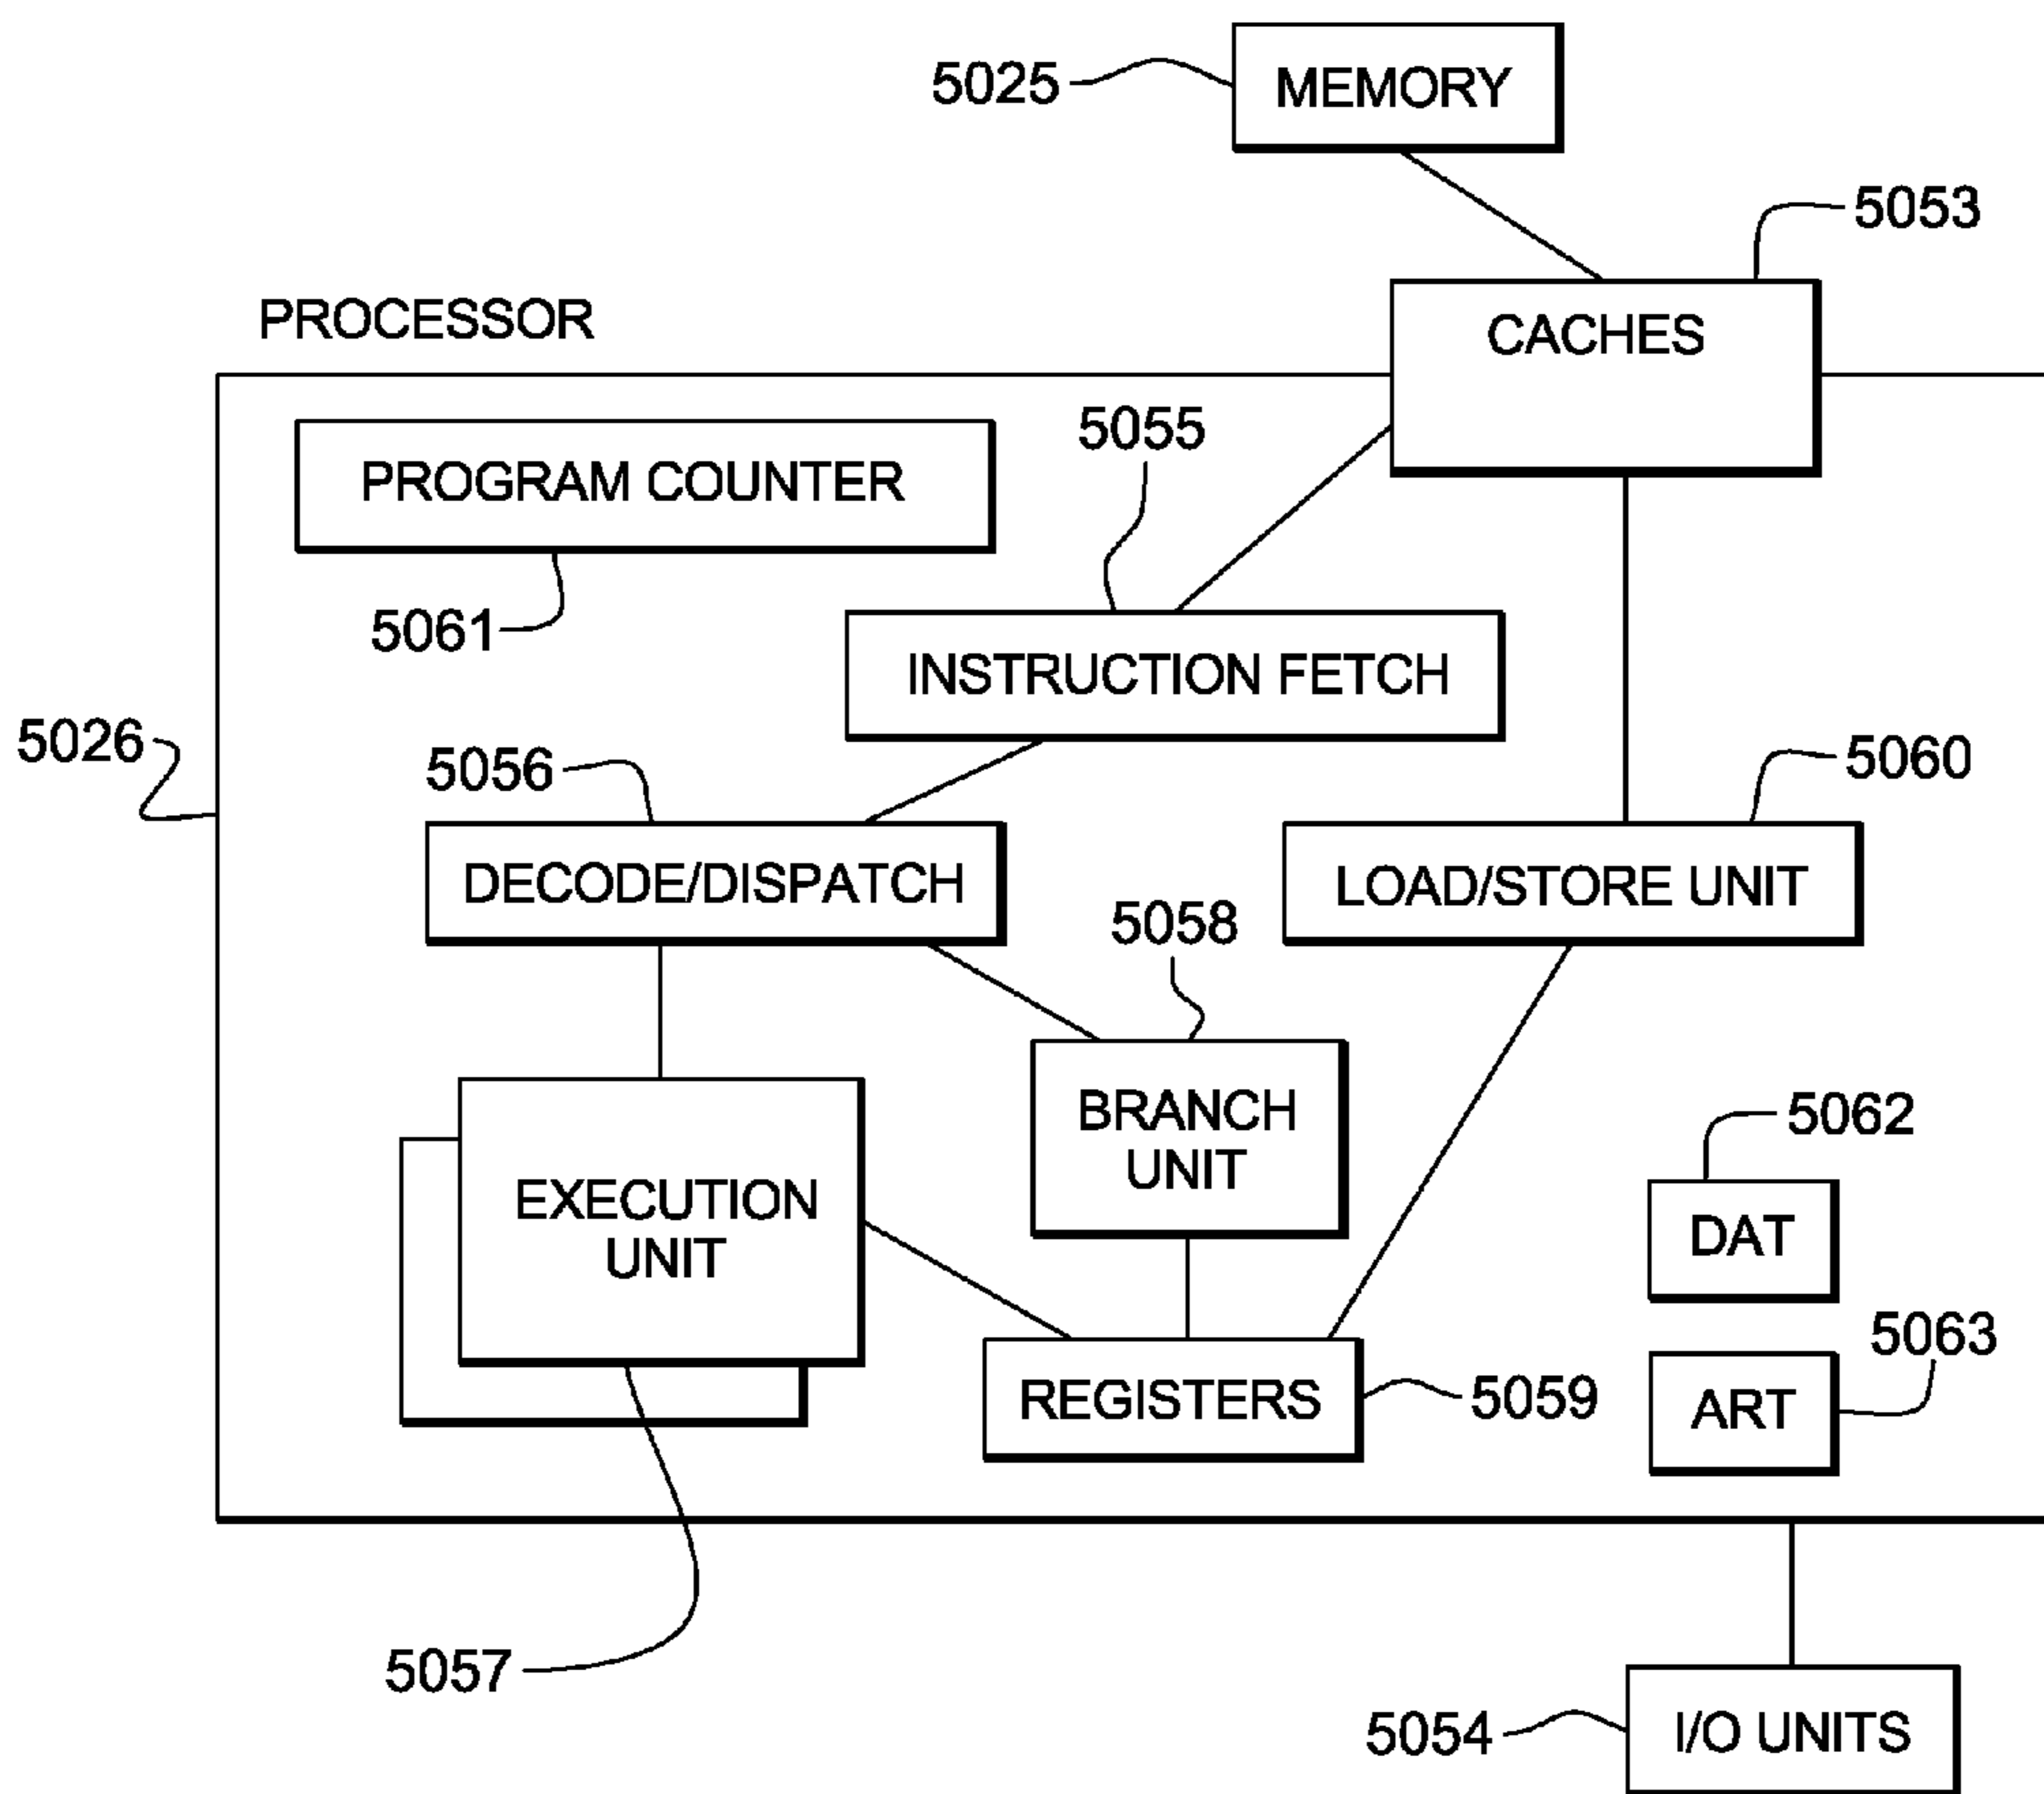 MEMORY
5025
5053
CACHES
PROCESSOR
5055
PROGRAM COUNTER
5061
INSTRUCTION FETCH
5026
5056
5060
DECODE/DISPATCH
LOAD/STORE UNIT
5058
BRANCH
UNIT
5062
EXECUTION
UNIT
DAT
5063
REGISTERS
5059
ART
5057
5054
I/O UNITS